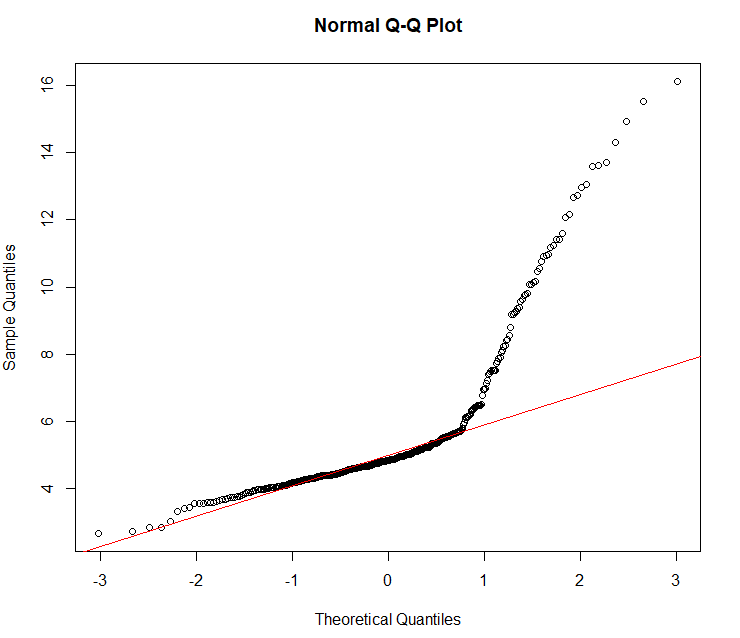 Normal Q-Q Plot
Sample Quantiles
16
14
12
10
8
6
4
-3 -2 -1 0 1 2 3
Theoretical Quantiles